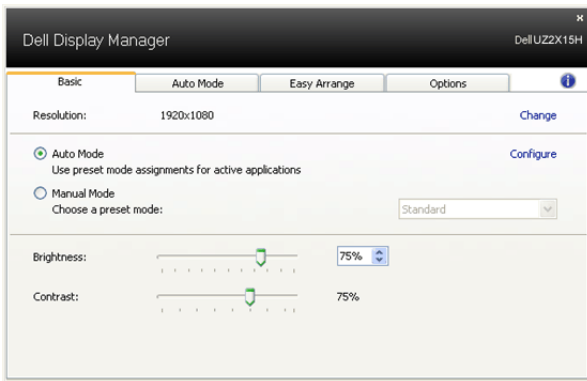 Dell Display Manager
Dell UZ2X15H
Basic
Auto Mode
Easy Arrange
Options
Resolution:
1920x1080
Change
Auto Mode
Configure
Use preset mode assignments for active applications
Manual Mode
Choose a preset mode:
Standard
Brightness:
75%
Contrast:
75%